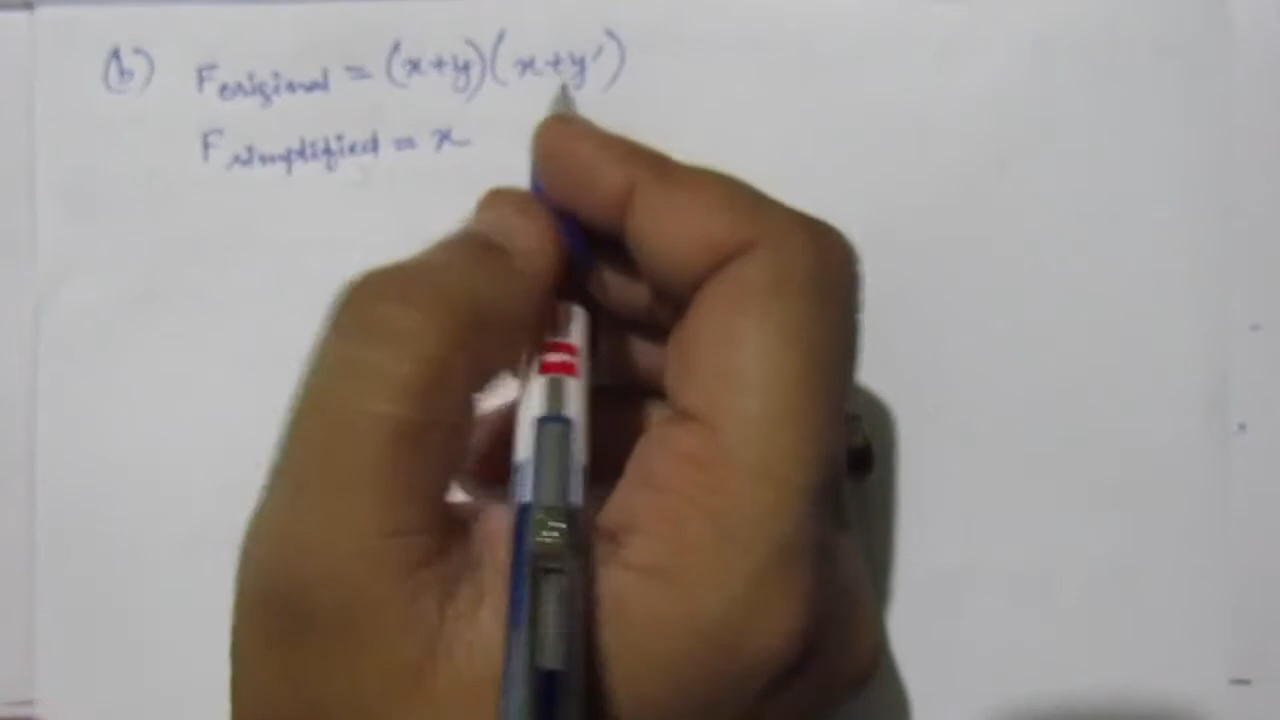 (b) Foriginal = (x+y)(x+y')
Fsimplified = x